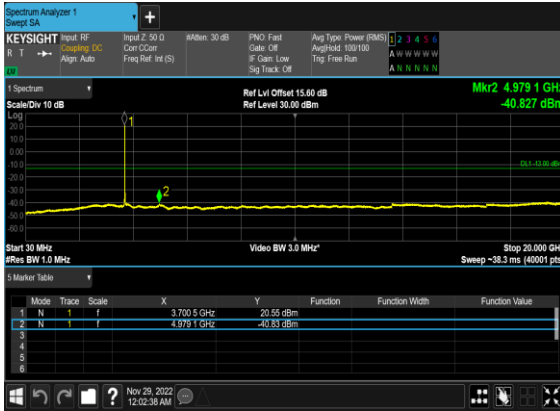 Spectrum Analyzer 1
Swept SA
+
KEYSIGHT Input: RF Input Z: 50 Ω #Atten: 30 dB PNO: Fast Avg Type: Power (RMS) 1 2 3 4 5 6
R T Coupling: DC Corr CCorr Gate: Off Avg|Hold: 100/100 A W W W W W
Align: Auto Freq Ref: Int (S) IF Gain: Low Trig: Free Run
Sig Track: Off A N N N N N
1 Spectrum Ref Lvl Offset 15.60 dB Mkr2 4.979 1 GHz
Scale/Div 10 dB Ref Level 30.00 dBm -40.827 dBm
Log
20.0
10.0
0.00
-10.0
-20.0
-30.0
-40.0
-50.0
-60.0
1
2
DL1 -13.00 dBm
Start 30 MHz Video BW 3.0 MHz* Stop 20.000 GHz
#Res BW 1.0 MHz Sweep ~38.3 ms (40001 pts)
5 Marker Table
Mode Trace Scale X Y Function Function Width Function Value
1 N 1 f 3.700 5 GHz 20.55 dBm
2 N 1 f 4.979 1 GHz -40.83 dBm
3
4
5
6
? Nov 29, 2022
12:02:38 AM